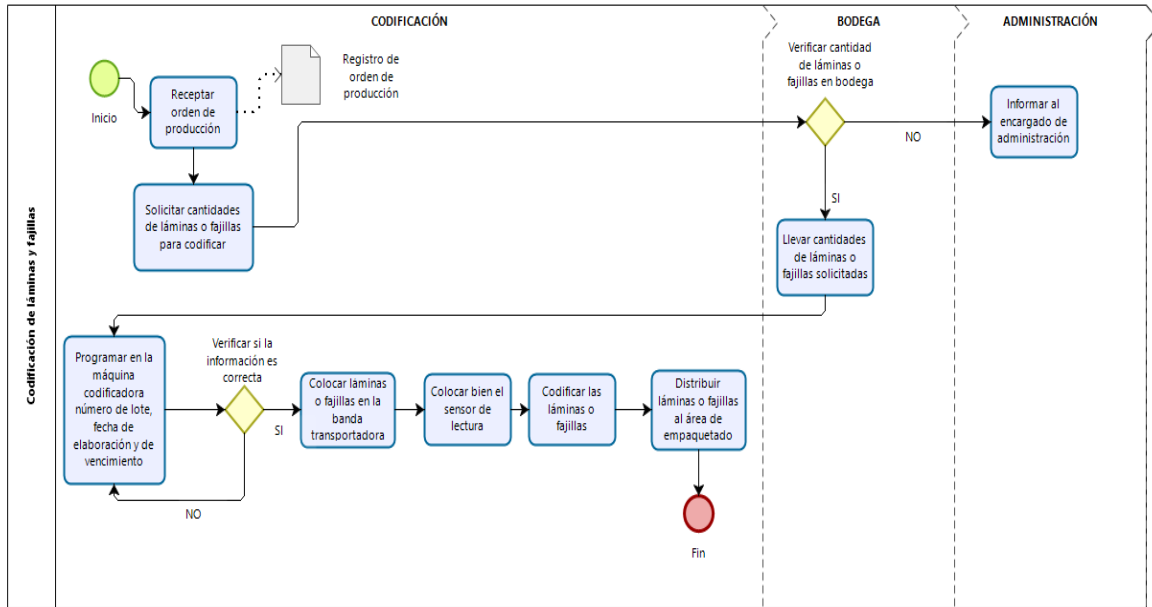 Codificación de láminas y fajillas
CODIFICACIÓN
BODEGA
ADMINISTRACIÓN
Inicio
Receptar
orden de
producción
Registro de
orden de
producción
Solicitar cantidades
de láminas o fajillas
para codificar
Verificar cantidad
de láminas o
fajillas en bodega
NO
Informar al
encargado de
administración
SI
Llevar cantidades
de láminas o
fajillas solicitadas
Programar en la
máquina
codificadora
número de lote,
fecha de
elaboración y de
vencimiento
Verificar si la
información es
correcta
SI
NO
Colocar láminas
o fajillas en la
banda
transportadora
Colocar bien el
sensor de
lectura
Codificar las
láminas o
fajillas
Distribuir
láminas o fajillas
al área de
empaquetado
Fin